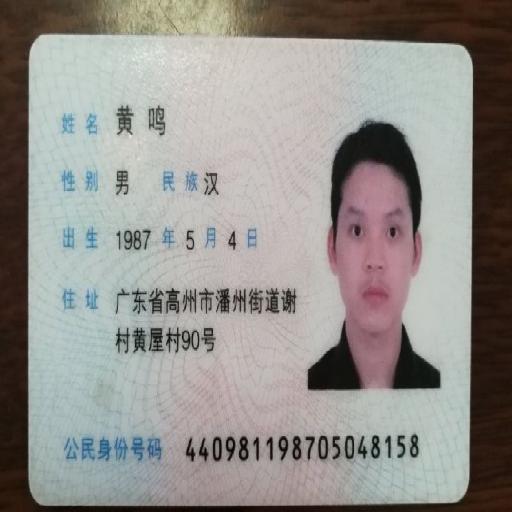 姓名 黄鸣
性别 男 民族 汉
出生 1987 年 5 月 4 日
住址 广东省高州市潘州街道谢
村黄屋村90号
公民身份号码 440981198705048158